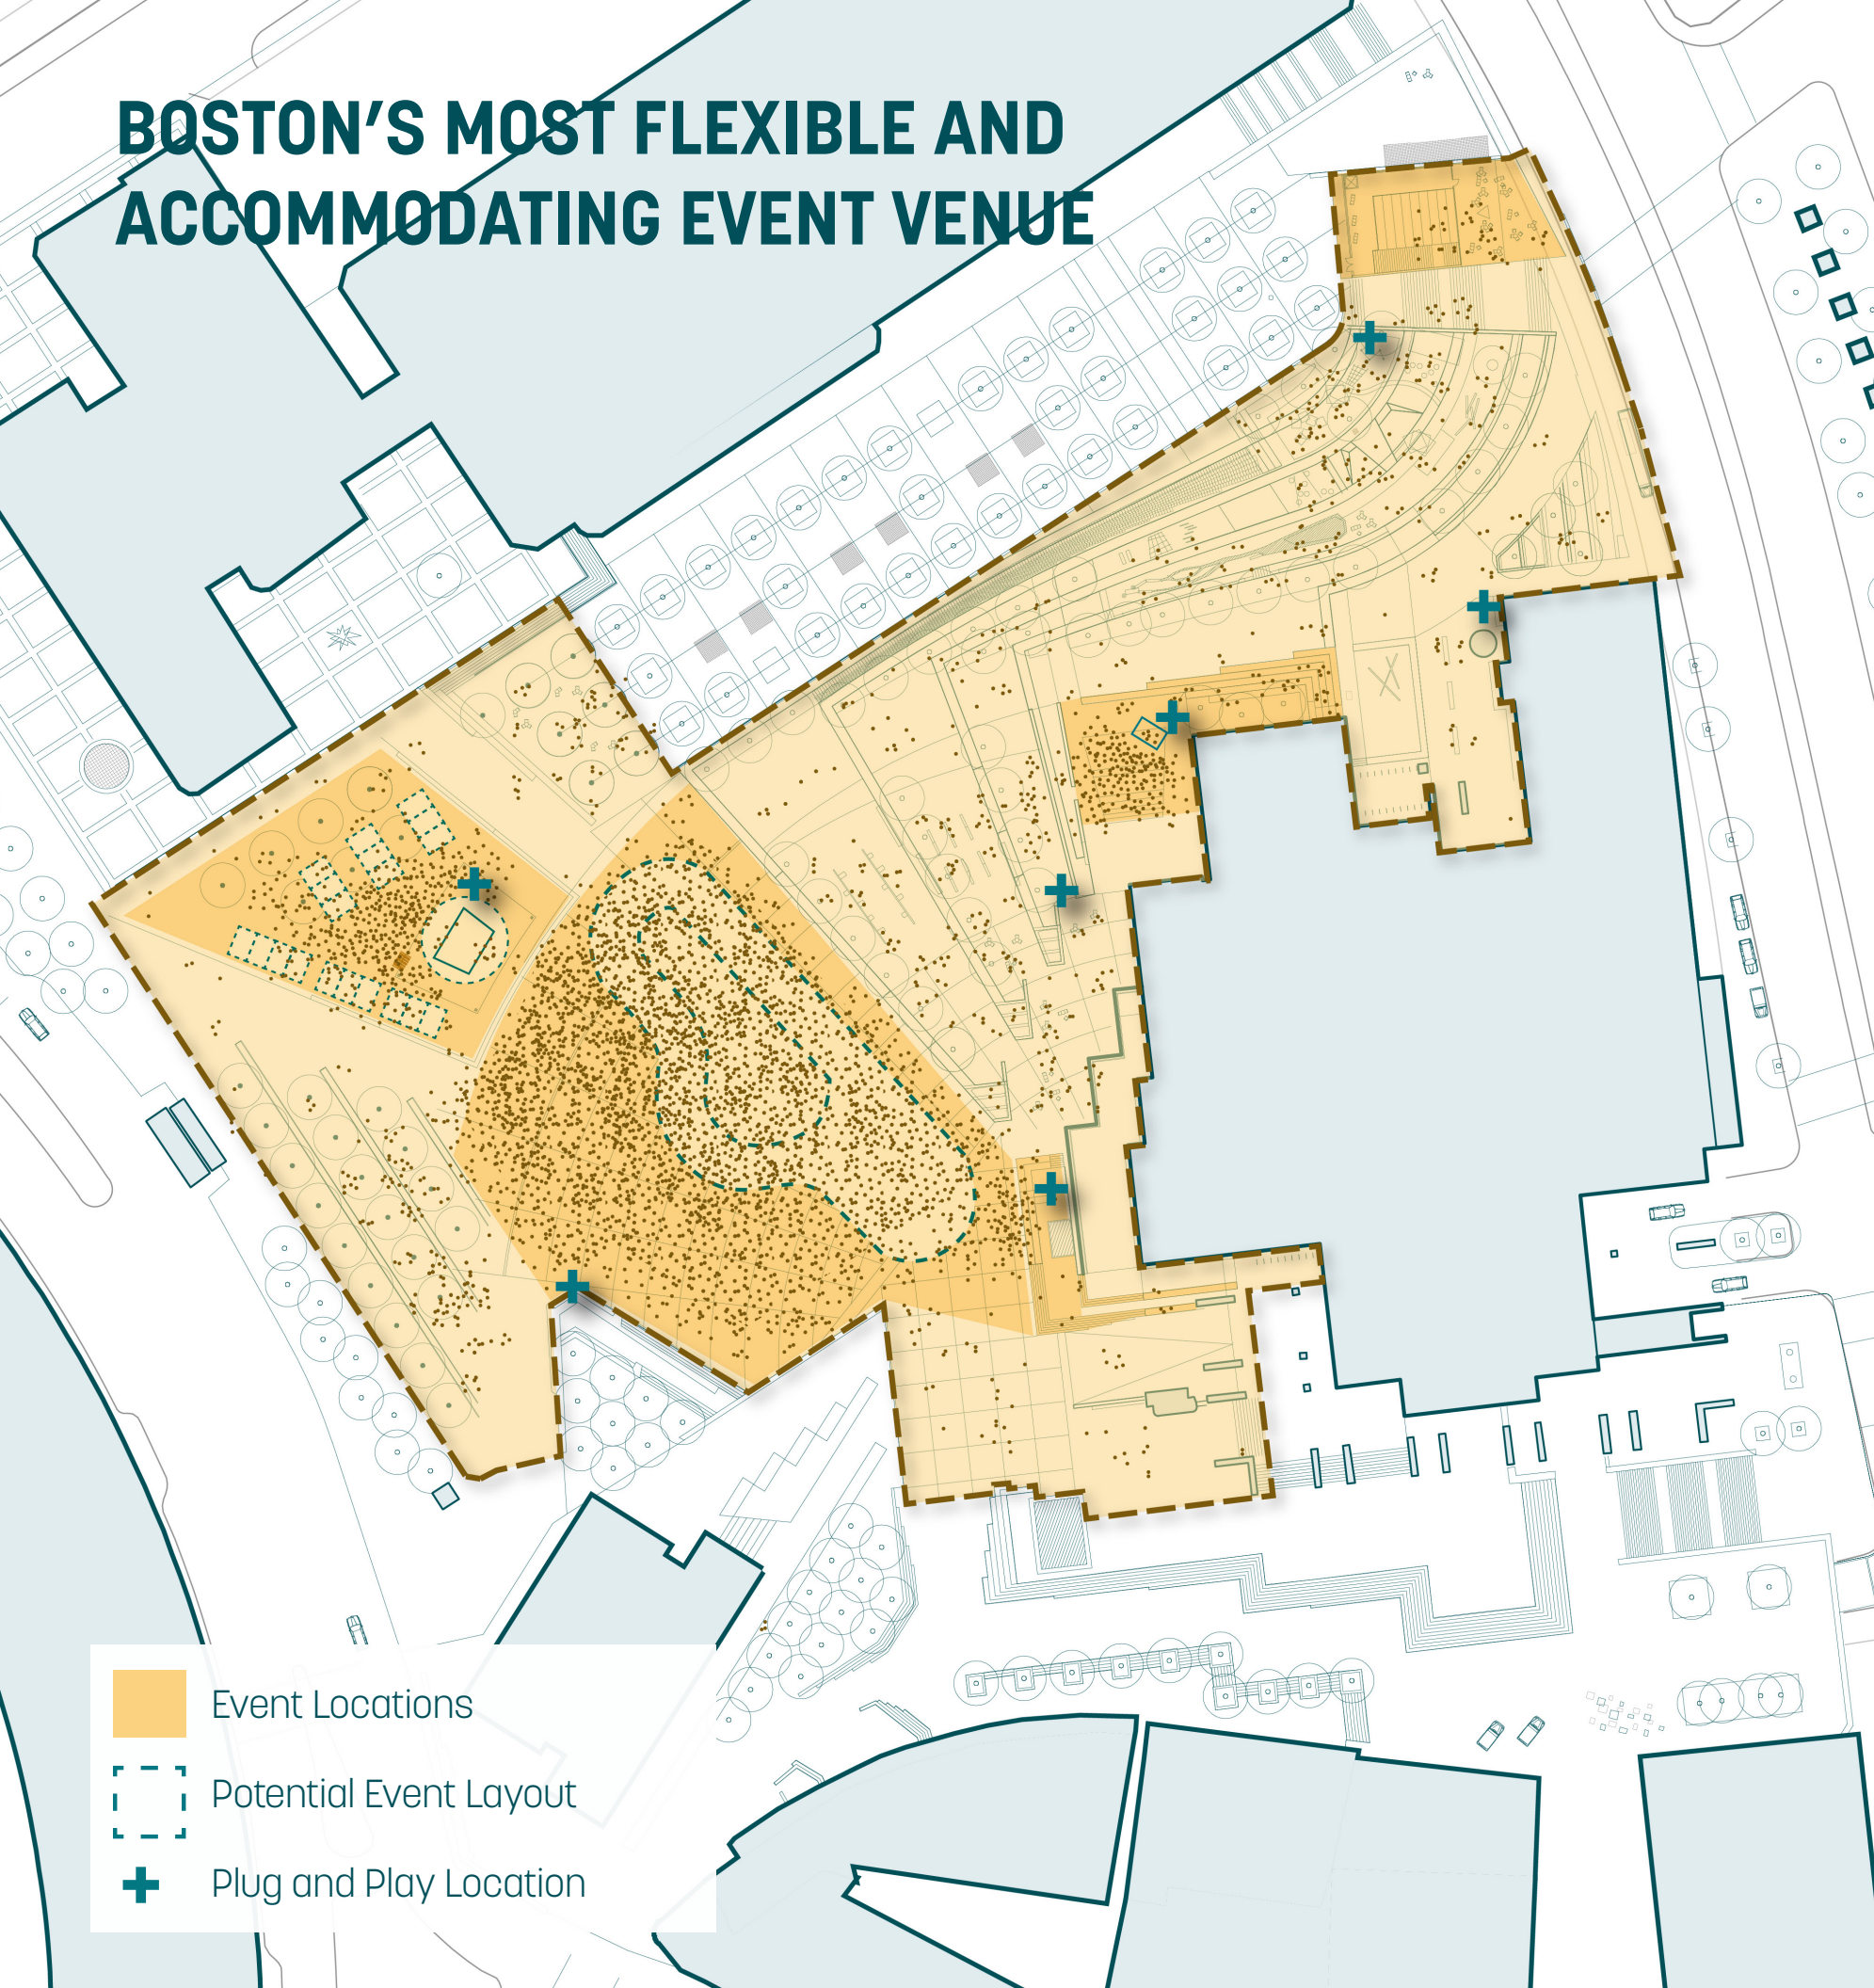 BOSTON’S MOST FLEXIBLE AND
ACCOMMODATING EVENT VENUE
Event Locations
Potential Event Layout
Plug and Play Location